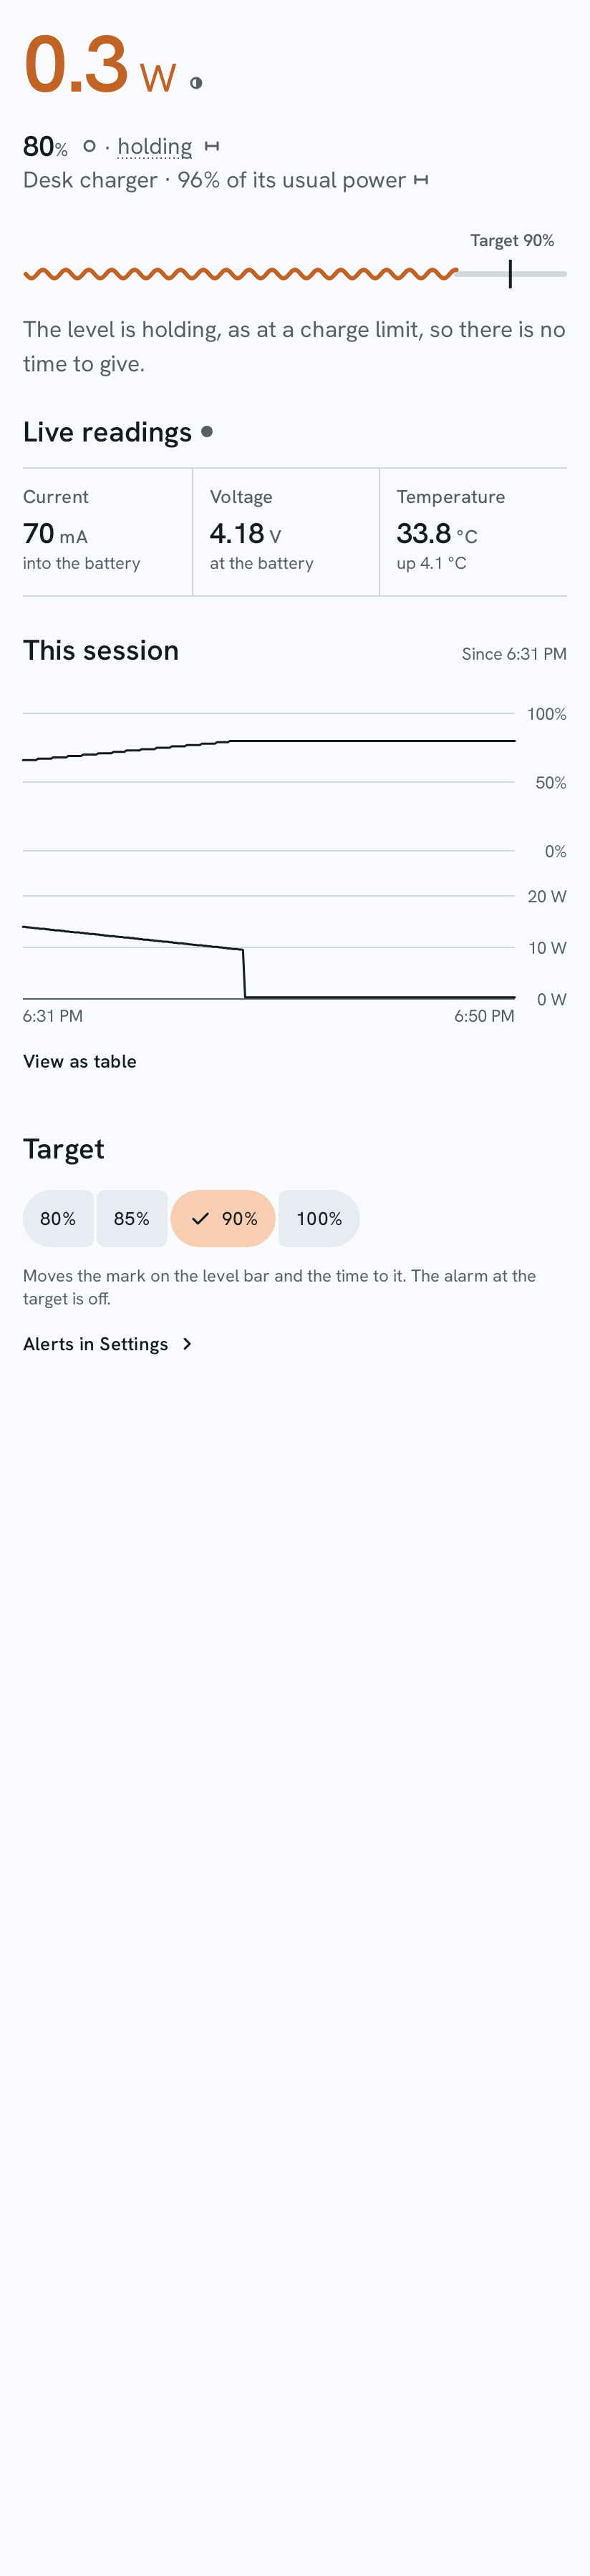 0.3 W
80% · holding
Desk charger · 96% of its usual power
Target 90%
The level is holding, as at a charge limit, so there is no
time to give.
Live readings
Current
70 mA
into the battery
Voltage
4.18 V
at the battery
Temperature
33.8 °C
up 4.1 °C
This session
Since 6:31 PM
100%
50%
0%
20 W
10 W
0 W
6:31 PM
6:50 PM
View as table
Target
80%
85%
90%
100%
Moves the mark on the level bar and the time to it. The alarm at the
target is off.
Alerts in Settings